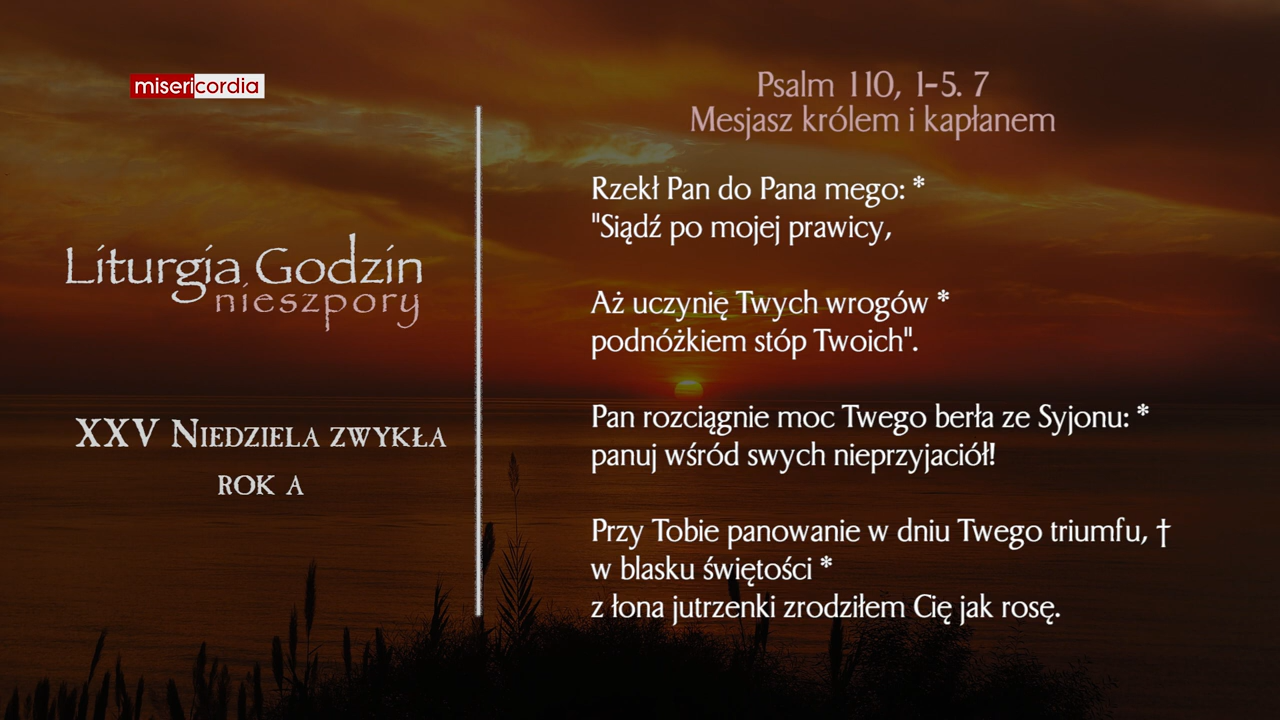 misericordia
Liturgia Godzin
nieszpory
XXV Niedziela zwykła
rok A
Psalm 110, 1-5. 7
Mesjasz królem i kapłanem
Rzekł Pan do Pana mego: *
"Siądź po mojej prawicy,
Aż uczynię Twych wrogów *
podnóżkiem stóp Twoich".
Pan rozciągnie moc Twego berła ze Syjonu: *
panuj wśród swych nieprzyjaciół!
Przy Tobie panowanie w dniu Twego triumfu, †
w blasku świętości *
z łona jutrzenki zrodziłem Cię jak rosę.